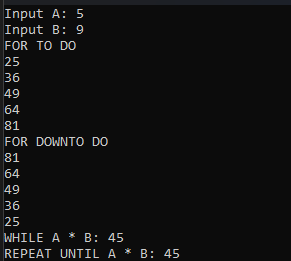 Input A: 5
Input B: 9
FOR TO DO
25
36
49
64
81
FOR DOWNTO DO
81
64
49
36
25
WHILE A * B: 45
REPEAT UNTIL A * B: 45